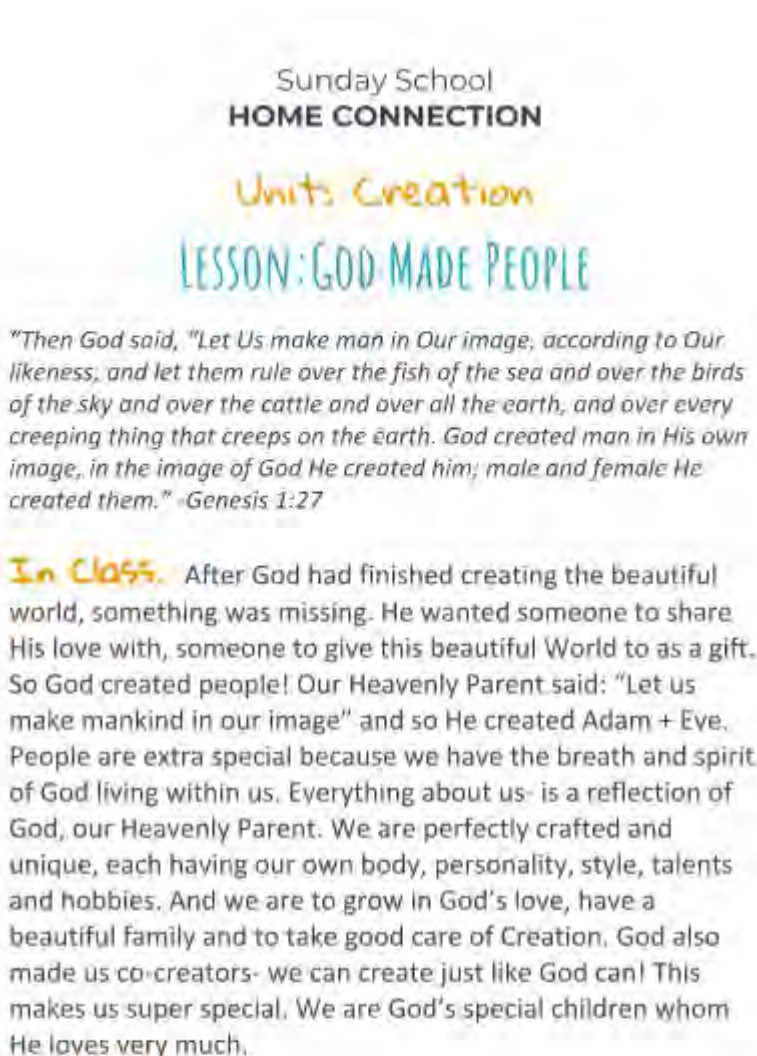 Sunday School
HOME CONNECTION
Unit: Creation
LESSON: GOD MADE PEOPLE
"Then God said, "Let Us make man in Our image, according to Our
likeness; and let them rule over the fish of the sea and over the birds
of the sky and over the cattle and over all the earth, and over every
creeping thing that creeps on the earth. God created man in His own
image, in the image of God He created him; male and female He
created them." -Genesis 1:27
In Class. After God had finished creating the beautiful
world, something was missing. He wanted someone to share
His love with, someone to give this beautiful World to as a gift.
So God created people! Our Heavenly Parent said: "Let us
make mankind in our image" and so He created Adam + Eve.
People are extra special because we have the breath and spirit
of God living within us. Everything about us- is a reflection of
God, our Heavenly Parent. We are perfectly crafted and
unique, each having our own body, personality, style, talents
and hobbies. And we are to grow in God's love, have a
beautiful family and to take good care of Creation. God also
made us co-creators- we can create just like God can! This
makes us super special. We are God's special children whom
He loves very much.